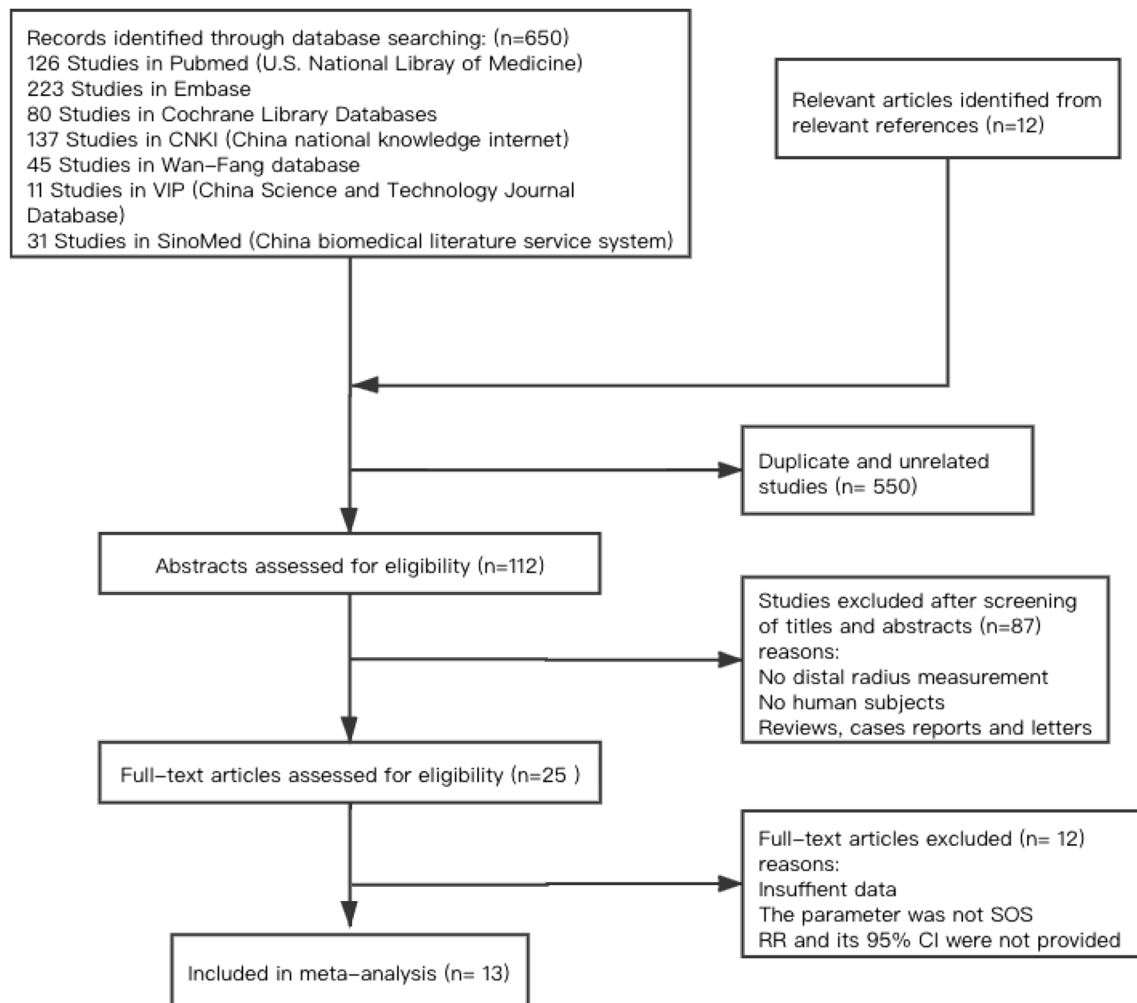 Records identified through database searching: (n=650)
126 Studies in Pubmed (U.S. National Libray of Medicine)
223 Studies in Embase
80 Studies in Cochrane Library Databases
137 Studies in CNKI (China national knowledge internet)
45 Studies in Wan-Fang database
11 Studies in VIP (China Science and Technology Journal
Database)
31 Studies in SinoMed (China biomedical literature service system)
Relevant articles identified from
relevant references (n=12)
Duplicate and unrelated
studies (n= 550)
Abstracts assessed for eligibility (n=112)
Studies excluded after screening
of titles and abstracts (n=87)
reasons:
No distal radius measurement
No human subjects
Reviews, cases reports and letters
Full-text articles assessed for eligibility (n=25 )
Full-text articles excluded (n= 12)
reasons:
Insuffient data
The parameter was not SOS
RR and its 95% CI were not provided
Included in meta-analysis (n= 13)